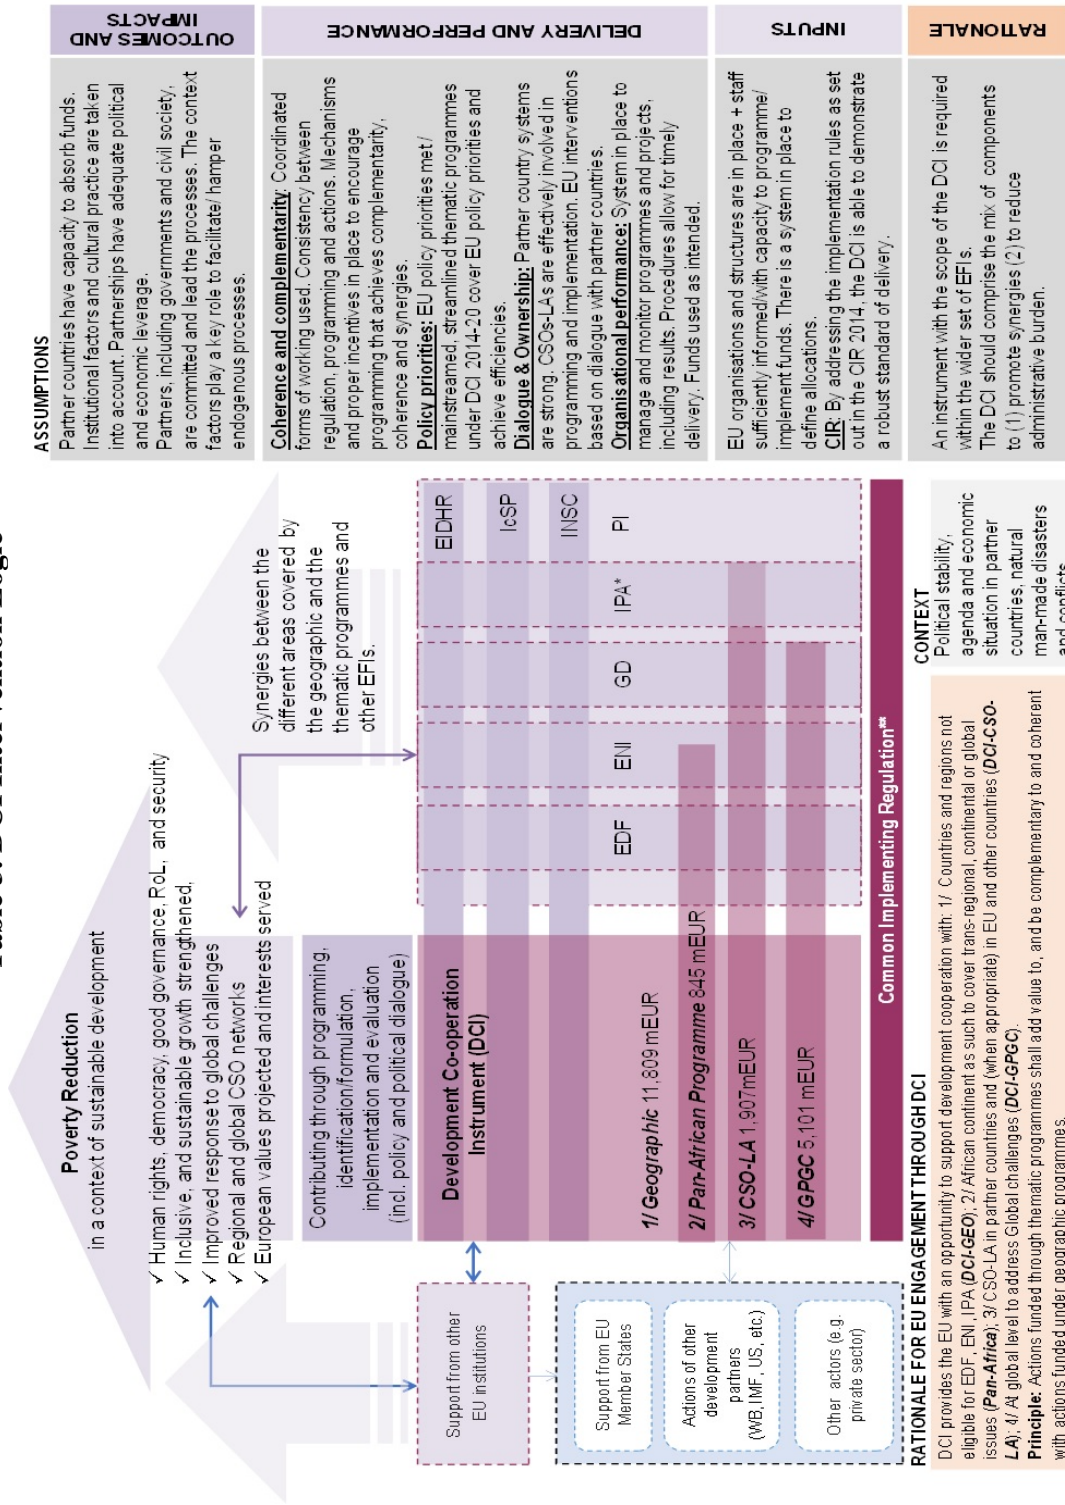 Poverty Reduction
in a context of sustainable development
✓ Human rights, democracy, good governance, RoL, and security
✓ Inclusive, and sustainable growth strengthened,
✓ Improved response to global challenges
✓ Regional and global CSO networks
✓ European values projected and interests served
Synergies between the
different areas covered by
the geographic and the
thematic programmes and
other EFIs.
Contributing through programming,
identification/formulation,
implementation and evaluation
(incl. policy and political dialogue)
Support from other
EU institutions
Support from EU
Member States
Actions of other
development
partners
(WB, IMF, US, etc.)
Other actors (e.g.
private sector)
Development Co-operation
Instrument (DCI)
1/ Geographic 11,809 mEUR
2/ Pan-African Programme 845 mEUR
3/ CSO-LA 1,907mEUR
4/ GPGC 5,101 mEUR
EIDHR
IcSP
INSC
EDF
ENI
GD
IPA*
PI
Common Implementing Regulation**
RATIONALE FOR EU ENGAGEMENT THROUGH DCI
DCI provides the EU with an opportunity to support development cooperation with: 1/ Countries and regions not
eligible for EDF, ENI, IPA (DCI-GEO); 2/ African continent as such to cover trans-regional, continental or global
issues (Pan-Africa); 3/ CSO-LA in partner countries and (when appropriate) in EU and other countries (DCI-CSO-
LA); 4/ At global level to address Global challenges (DCI-GPGC).
Principle: Actions funded through thematic programmes shall add value to, and be complementary to and coherent
with actions funded under geographic programmes.
CONTEXT
Political stability,
agenda and economic
situation in partner
countries, natural
man-made disasters
and conflicts
ASSUMPTIONS
Partner countries have capacity to absorb funds.
Institutional factors and cultural practice are taken
into account. Partnerships have adequate political
and economic leverage.
Partners, including governments and civil society,
are committed and lead the processes. The context
factors play a key role to facilitate/ hamper
endogenous processes.
OUTCOMES AND
IMPACTS
Coherence and complementarity: Coordinated
forms of working used. Consistency between
regulation, programming and actions. Mechanisms
and proper incentives in place to encourage
programming that achieves complementarity,
coherence and synergies.
Policy priorities: EU policy priorities met /
mainstreamed, streamlined thematic programmes
under DCI 2014-20 cover EU policy priorities and
achieve efficiencies.
Dialogue & Ownership: Partner country systems
are strong. CSOs-LAs are effectively involved in
programming and implementation. EU interventions
based on dialogue with partner countries.
Organisational performance: System in place to
manage and monitor programmes and projects,
including results. Procedures allow for timely
delivery. Funds used as intended.
DELIVERY AND PERFORMANCE
EU organisations and structures are in place + staff
sufficiently informed/with capacity to programme/
implement funds. There is a system in place to
define allocations.
CIR: By addressing the implementation rules as set
out in the CIR 2014, the DCI is able to demonstrate
a robust standard of delivery.
INPUTS
An instrument with the scope of the DCI is required
within the wider set of EFIs.
The DCI should comprise the mix of components
to (1) promote synergies (2) to reduce
administrative burden.
RATIONALE